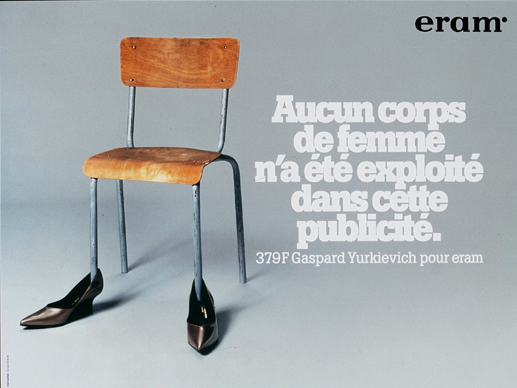 eram
Aucun corps
de femme
n'a été exploité
dans cette
publicité.
379F Gaspard Yurkievich pour eram